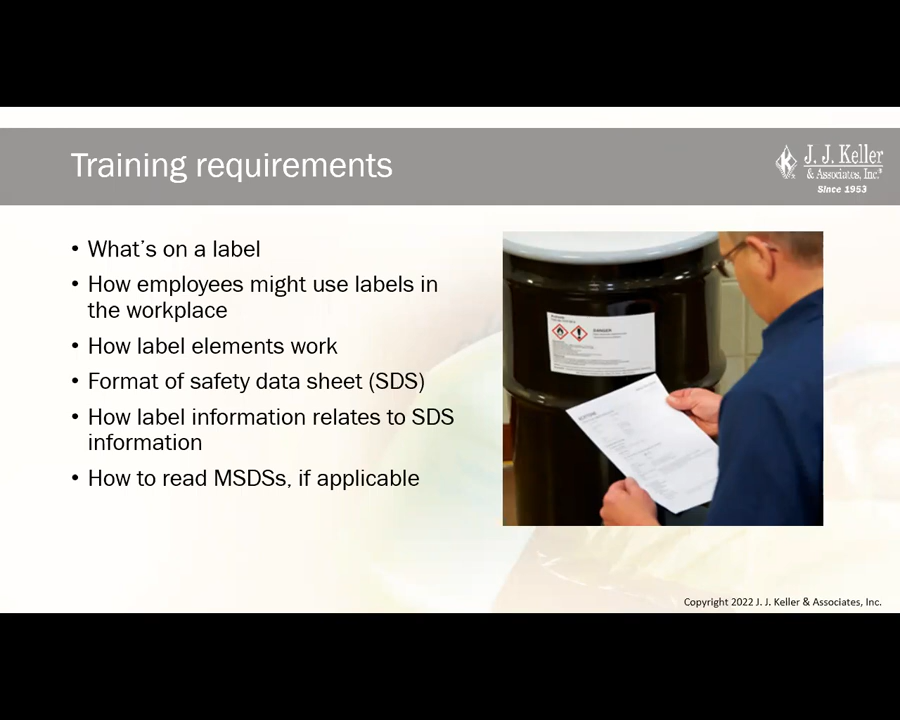 Training requirements
J. J. Keller
& Associates, Inc.®
Since 1953
• What's on a label
• How employees might use labels in
the workplace
• How label elements work
• Format of safety data sheet (SDS)
• How label information relates to SDS
information
• How to read MSDSs, if applicable
DANGER
ACETONE
Copyright 2022 J. J. Keller & Associates, Inc.